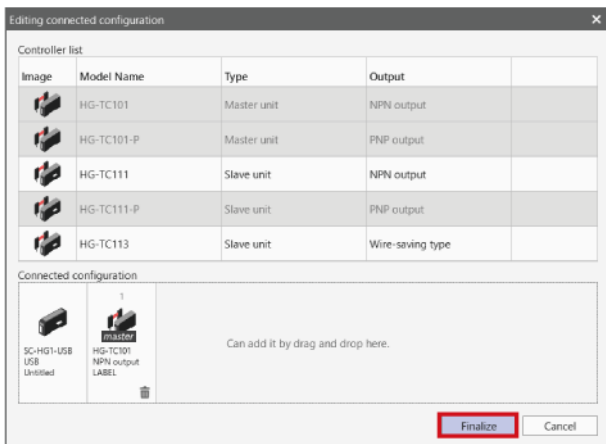 Editing connected configuration
Controller list
Image Model Name Type Output
HG-TC101 Master unit NPN output
HG-TC101-P Master unit PNP output
HG-TC111 Slave unit NPN output
HG-TC111-P Slave unit PNP output
HG-TC113 Slave unit Wire-saving type
Connected configuration
SC-HG1-USB
USB
Untitled
1
master
HG-TC101
NPN output
LABEL
Can add it by drag and drop here.
Finalize Cancel